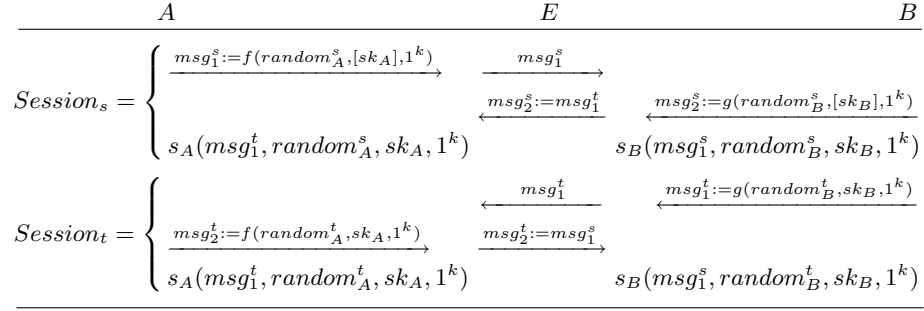 A E B
msg_1^s:=f(random_A^s,[sk_A],1^k) msg_1^s
Session_s = { msg_2^s:=msg_1^t msg_2^s:=g(random_B^s,[sk_B],1^k)
s_A(msg_1^t, random_A^s, sk_A, 1^k) s_B(msg_1^s, random_B^s, sk_B, 1^k)
msg_1^t msg_1^t:=g(random_B^t,sk_B,1^k)
Session_t = { msg_2^t:=f(random_A^t,sk_A,1^k) msg_2^t:=msg_1^s
s_A(msg_1^t, random_A^t, sk_A, 1^k) s_B(msg_1^s, random_B^t, sk_B, 1^k)